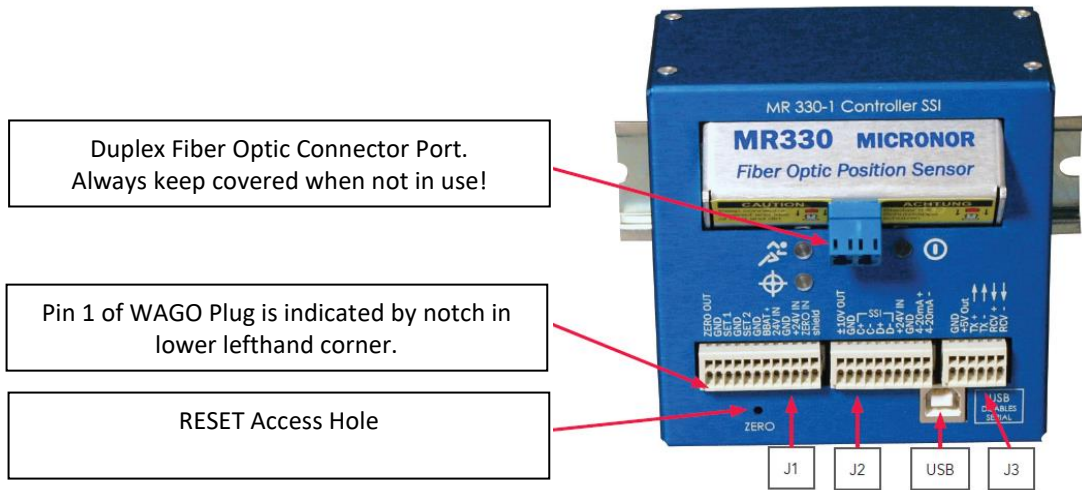 MR 330-1 Controller SSI
MR330 MICRONOR
Fiber Optic Position Sensor
CAUTION
ACHTUNG
Duplex Fiber Optic Connector Port.
Always keep covered when not in use!
Pin 1 of WAGO Plug is indicated by notch in
lower lefthand corner.
RESET Access Hole
ZERO OUT
GND
SET 1
GND
SET 2
GND
BBAT +
24V IN
GND
+24V IN
ZERO IN
shield
±10V OUT
GND
C+
C-
D+
D-
SSI
+24V IN
GND
4-20mA +
4-20mA -
GND
+5V Out
TX +
TX -
RCV +
RCV -
ZERO
USB
DISABLES
SERIAL
J1
J2
USB
J3